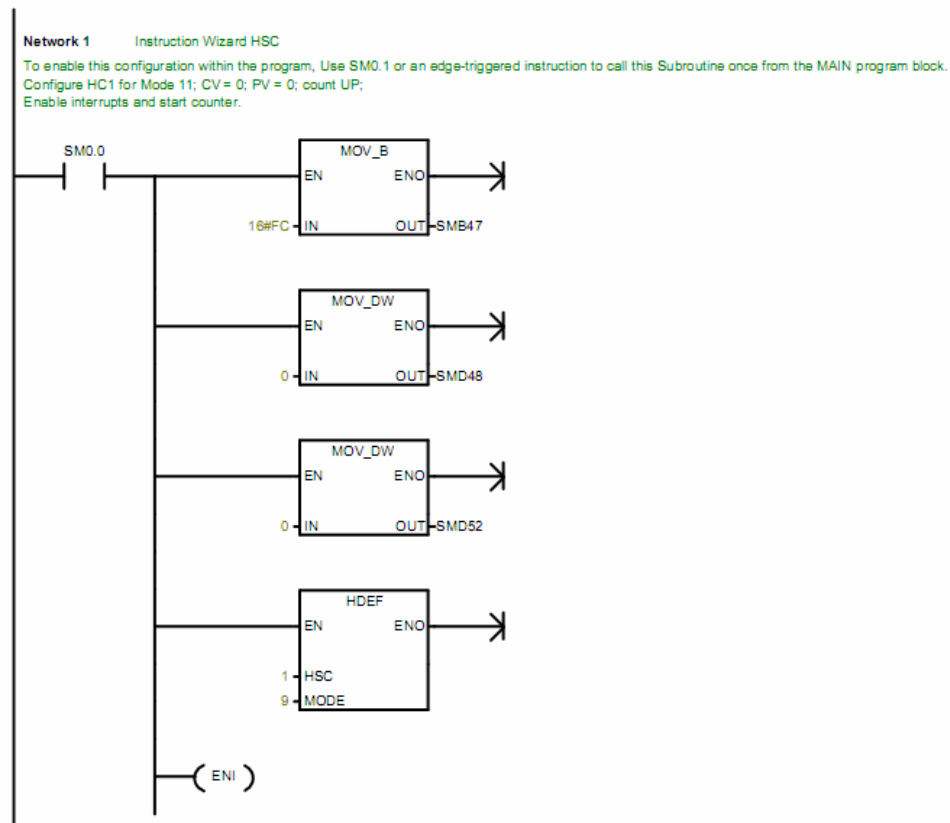 Network 1 Instruction Wizard HSC
To enable this configuration within the program, Use SM0.1 or an edge-triggered instruction to call this Subroutine once from the MAIN program block.
Configure HC1 for Mode 11; CV = 0; PV = 0; count UP;
Enable interrupts and start counter.
SM0.0
MOV_B
EN ENO
16#FC IN OUT SMB47
MOV_DW
EN ENO
0 IN OUT SMD48
MOV_DW
EN ENO
0 IN OUT SMD52
HDEF
EN ENO
1 HSC
9 MODE
ENI